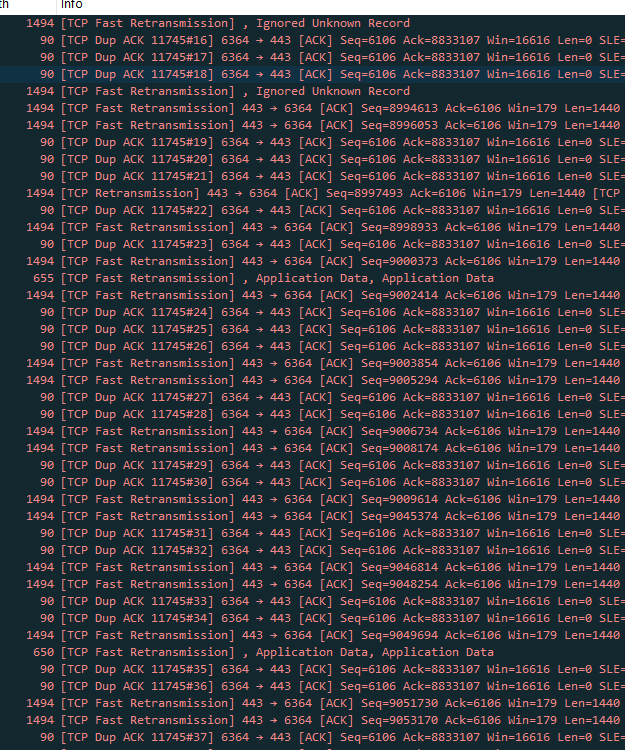 th Info
1494 [TCP Fast Retransmission] , Ignored Unknown Record
90 [TCP Dup ACK 11745#16] 6364 → 443 [ACK] Seq=6106 Ack=8833107 Win=16616 Len=0 SLE=
90 [TCP Dup ACK 11745#17] 6364 → 443 [ACK] Seq=6106 Ack=8833107 Win=16616 Len=0 SLE=
90 [TCP Dup ACK 11745#18] 6364 → 443 [ACK] Seq=6106 Ack=8833107 Win=16616 Len=0 SLE=
1494 [TCP Fast Retransmission] , Ignored Unknown Record
1494 [TCP Fast Retransmission] 443 → 6364 [ACK] Seq=8994613 Ack=6106 Win=179 Len=1440
1494 [TCP Fast Retransmission] 443 → 6364 [ACK] Seq=8996053 Ack=6106 Win=179 Len=1440
90 [TCP Dup ACK 11745#19] 6364 → 443 [ACK] Seq=6106 Ack=8833107 Win=16616 Len=0 SLE=
90 [TCP Dup ACK 11745#20] 6364 → 443 [ACK] Seq=6106 Ack=8833107 Win=16616 Len=0 SLE=
90 [TCP Dup ACK 11745#21] 6364 → 443 [ACK] Seq=6106 Ack=8833107 Win=16616 Len=0 SLE=
1494 [TCP Retransmission] 443 → 6364 [ACK] Seq=8997493 Ack=6106 Win=179 Len=1440 [TCP
90 [TCP Dup ACK 11745#22] 6364 → 443 [ACK] Seq=6106 Ack=8833107 Win=16616 Len=0 SLE=
1494 [TCP Fast Retransmission] 443 → 6364 [ACK] Seq=8998933 Ack=6106 Win=179 Len=1440
90 [TCP Dup ACK 11745#23] 6364 → 443 [ACK] Seq=6106 Ack=8833107 Win=16616 Len=0 SLE=
1494 [TCP Fast Retransmission] 443 → 6364 [ACK] Seq=9000373 Ack=6106 Win=179 Len=1440
655 [TCP Fast Retransmission] , Application Data, Application Data
1494 [TCP Fast Retransmission] 443 → 6364 [ACK] Seq=9002414 Ack=6106 Win=179 Len=1440
90 [TCP Dup ACK 11745#24] 6364 → 443 [ACK] Seq=6106 Ack=8833107 Win=16616 Len=0 SLE=
90 [TCP Dup ACK 11745#25] 6364 → 443 [ACK] Seq=6106 Ack=8833107 Win=16616 Len=0 SLE=
90 [TCP Dup ACK 11745#26] 6364 → 443 [ACK] Seq=6106 Ack=8833107 Win=16616 Len=0 SLE=
1494 [TCP Fast Retransmission] 443 → 6364 [ACK] Seq=9003854 Ack=6106 Win=179 Len=1440
1494 [TCP Fast Retransmission] 443 → 6364 [ACK] Seq=9005294 Ack=6106 Win=179 Len=1440
90 [TCP Dup ACK 11745#27] 6364 → 443 [ACK] Seq=6106 Ack=8833107 Win=16616 Len=0 SLE=
90 [TCP Dup ACK 11745#28] 6364 → 443 [ACK] Seq=6106 Ack=8833107 Win=16616 Len=0 SLE=
1494 [TCP Fast Retransmission] 443 → 6364 [ACK] Seq=9006734 Ack=6106 Win=179 Len=1440
1494 [TCP Fast Retransmission] 443 → 6364 [ACK] Seq=9008174 Ack=6106 Win=179 Len=1440
90 [TCP Dup ACK 11745#29] 6364 → 443 [ACK] Seq=6106 Ack=8833107 Win=16616 Len=0 SLE=
90 [TCP Dup ACK 11745#30] 6364 → 443 [ACK] Seq=6106 Ack=8833107 Win=16616 Len=0 SLE=
1494 [TCP Fast Retransmission] 443 → 6364 [ACK] Seq=9009614 Ack=6106 Win=179 Len=1440
1494 [TCP Fast Retransmission] 443 → 6364 [ACK] Seq=9045374 Ack=6106 Win=179 Len=1440
90 [TCP Dup ACK 11745#31] 6364 → 443 [ACK] Seq=6106 Ack=8833107 Win=16616 Len=0 SLE=
90 [TCP Dup ACK 11745#32] 6364 → 443 [ACK] Seq=6106 Ack=8833107 Win=16616 Len=0 SLE=
1494 [TCP Fast Retransmission] 443 → 6364 [ACK] Seq=9046814 Ack=6106 Win=179 Len=1440
1494 [TCP Fast Retransmission] 443 → 6364 [ACK] Seq=9048254 Ack=6106 Win=179 Len=1440
90 [TCP Dup ACK 11745#33] 6364 → 443 [ACK] Seq=6106 Ack=8833107 Win=16616 Len=0 SLE=
90 [TCP Dup ACK 11745#34] 6364 → 443 [ACK] Seq=6106 Ack=8833107 Win=16616 Len=0 SLE=
1494 [TCP Fast Retransmission] 443 → 6364 [ACK] Seq=9049694 Ack=6106 Win=179 Len=1440
650 [TCP Fast Retransmission] , Application Data, Application Data
90 [TCP Dup ACK 11745#35] 6364 → 443 [ACK] Seq=6106 Ack=8833107 Win=16616 Len=0 SLE=
90 [TCP Dup ACK 11745#36] 6364 → 443 [ACK] Seq=6106 Ack=8833107 Win=16616 Len=0 SLE=
1494 [TCP Fast Retransmission] 443 → 6364 [ACK] Seq=9051730 Ack=6106 Win=179 Len=1440
1494 [TCP Fast Retransmission] 443 → 6364 [ACK] Seq=9053170 Ack=6106 Win=179 Len=1440
90 [TCP Dup ACK 11745#37] 6364 → 443 [ACK] Seq=6106 Ack=8833107 Win=16616 Len=0 SLE=